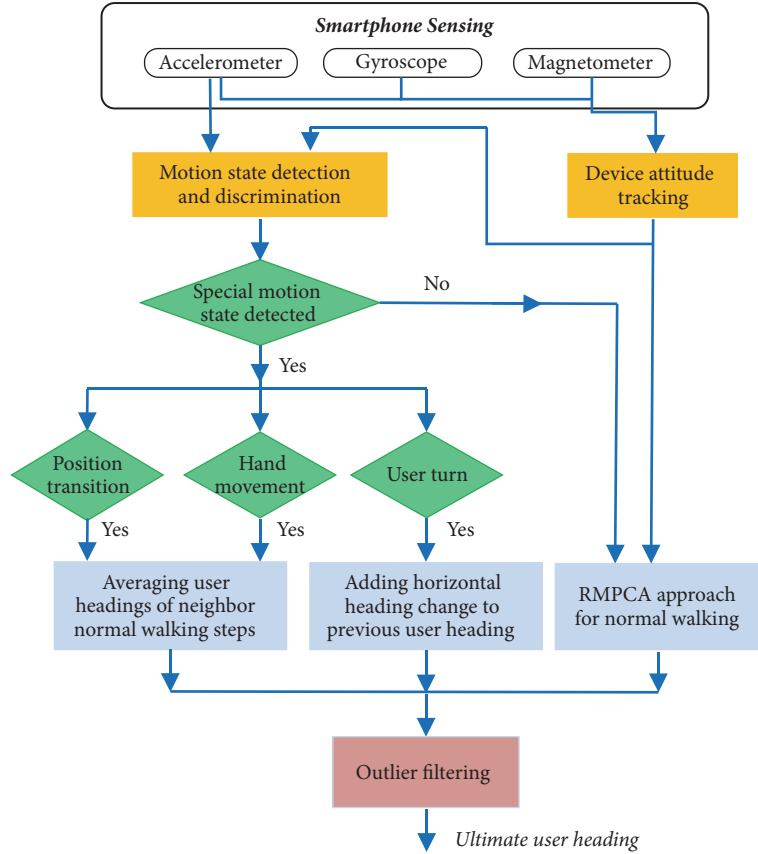 Smartphone Sensing
Accelerometer
Gyroscope
Magnetometer
Motion state detection
and discrimination
Device attitude
tracking
Special motion
state detected
No
Yes
Position
transition
Hand
movement
User turn
Yes
Yes
Yes
Averaging user
headings of neighbor
normal walking steps
Adding horizontal
heading change to
previous user heading
RMPCA approach
for normal walking
Outlier filtering
Ultimate user heading